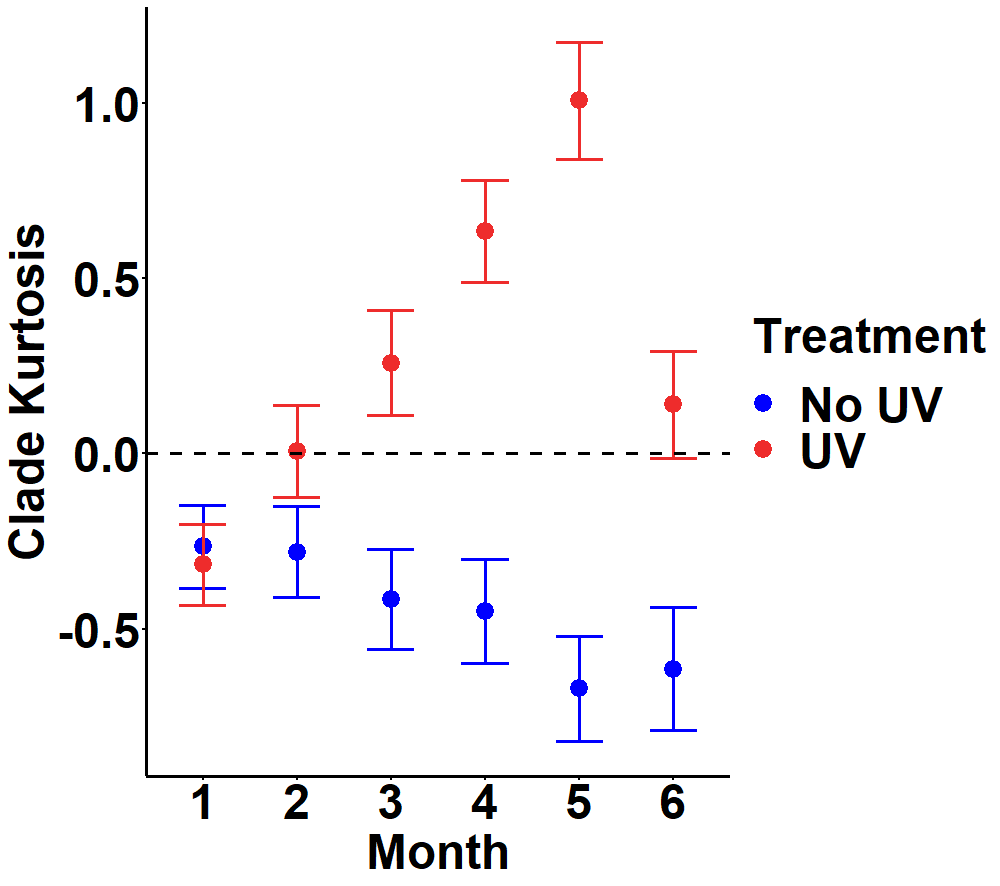 Clade Kurtosis
1.0
0.5
0.0
-0.5
1 2 3 4 5 6
Month
Treatment
No UV
UV